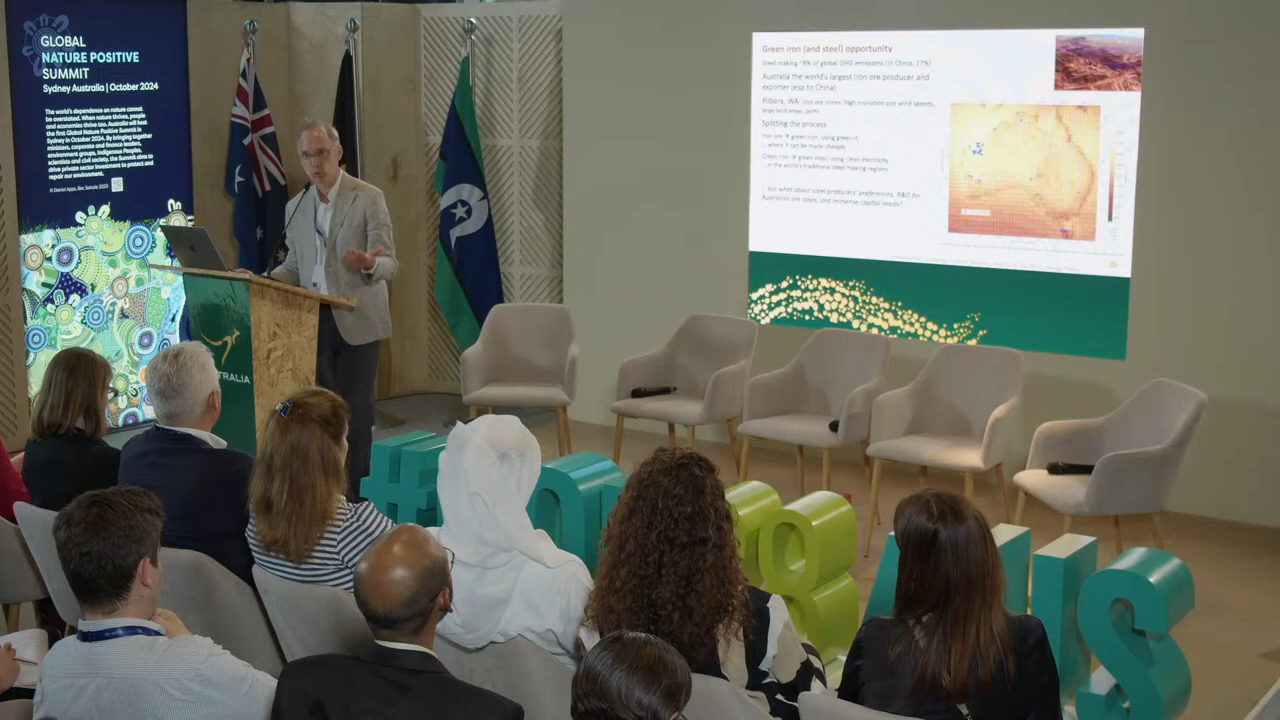 GLOBAL
NATURE POSITIVE
SUMMIT
Sydney Australia | October 2024
The world's dependence on nature cannot
be overstated. When nature thrives, people
and economies thrive too. Australia will host
the first Global Nature Positive Summit in
Sydney in October 2024. By bringing together
ministers, corporate and finance leaders,
environment groups, Indigenous Peoples,
scientists and civil society, the Summit aims to
drive private sector investment to protect and
repair our environment.
TRALIA
Green iron (and steel) opportunity
Steel making ~8% of global GHG emissions (in China, 17%)
Australia the world's largest iron ore producer and
exporter (esp to China)
Pilbara, WA: iron ore mines, high insolation and wind speeds,
large land areas, ports
Splitting the process
Iron ore → green iron, using green H2
... where it can be made cheaply
Green iron → green steel, using clean electricity
... in the world's traditional steel making regions
... but what about steel producers' preferences, R&D for
Australia's ore types, and immense capital needs?